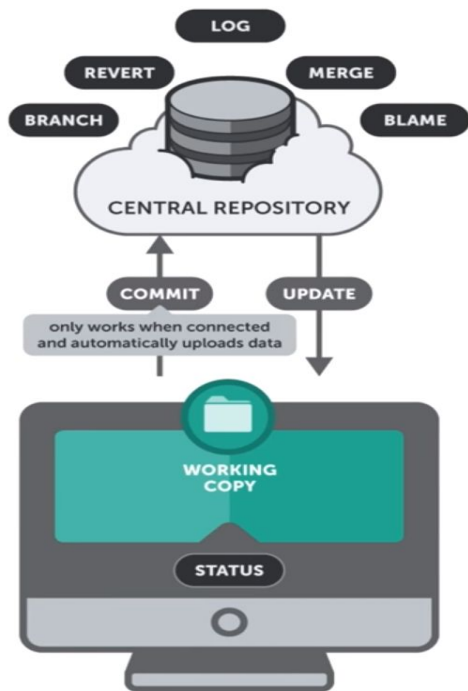 LOG
REVERT
MERGE
BRANCH
BLAME
CENTRAL REPOSITORY
COMMIT
UPDATE
only works when connected
and automatically uploads data
WORKING
COPY
STATUS